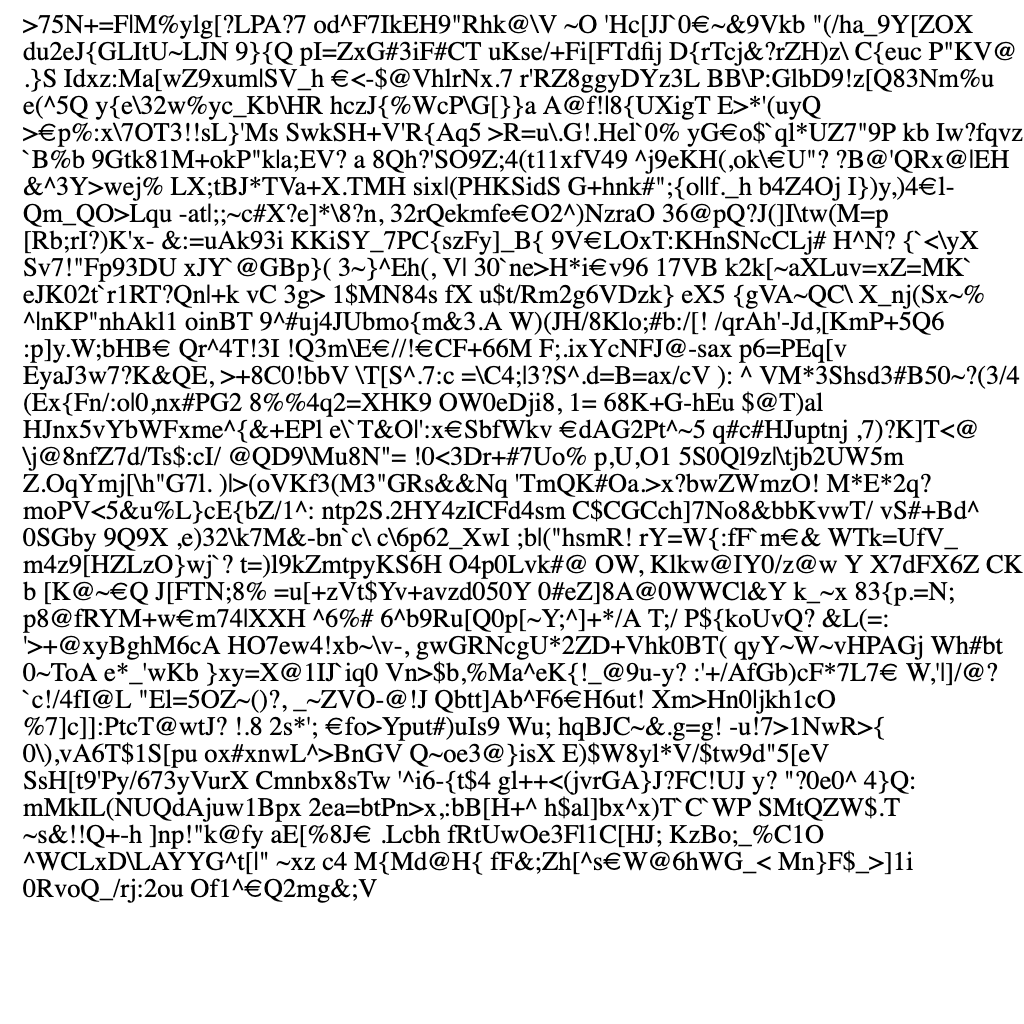 >75N+=F|M%ylg[?LPA?7 od^F7IkEH9"Rhk@\V ~O 'Hc[JJ`0€~&9Vkb "(/ha_9Y[ZOX
du2eJ{GLItU~LJN 9}{Q pI=ZxG#3iF#CT uKse/+Fi[FTdfij D{rTcj&?rZH)z\ C{euc P"KV@
.}S Idxz:Ma[wZ9xum|SV_h €<-$@VhlrNx.7 r'RZ8ggyDYz3L BB\P:GlbD9!z[Q83Nm%u
e(^5Q y{e\32w%yc_Kb\HR hczJ{%WcP\G[}}a A@f!l8{UXigT E>*'(uyQ
>€p%:x\7OT3!!sL}'Ms SwkSH+V'R{Aq5 >R=u\.G!.Hel`0% yG€o$`ql*UZ7"9P kb Iw?fqvz
`B%b 9Gtk81M+okP"k|a;EV? a 8Qh?'SO9Z;4(t11xfV49 ^j9eKH(,ok\€U"? ?B@'QRx@|EH
&^3Y>wej% LX;tBJ*TVa+X.TMH six|(PHKSidS G+hnk#";{ollf._h b4Z4Oj I})y,)4€l-
Qm_QO>Lqu -at|;;~c#X?e]*\8?n, 32rQekmfe€O2^)NzraO 36@pQ?J(]I\tw(M=p
[Rb;rI?)K'x- &:=uAk93i KKiSY_7PC{szFy]_B{ 9V€LOxT:KHnSNcCLj# H^N? {`<\yX
Sv7!"Fp93DU xJY`@GBp}( 3~}^Eh(, V| 30`ne>H*i€v96 17VB k2k[~aXLuv=xZ=MK`
eJK02t`r1RT?Qn|+k vC 3g> 1$MN84s fX u$t/Rm2g6VDzk} eX5 {gVA~QC\ X_nj(Sx~%
^|nKP"nhAkl1 oinBT 9^#uj4JUbmo{m&3.A W)(JH/8Klo;#b:/[! /qrAh'-Jd,[KmP+5Q6
:p]y.W;bHB€ Qr^4T!3I !Q3m\E€//!€CF+66M F;.ixYcNFJ@-sax p6=PEq[v
EyaJ3w7?K&QE, >+8C0!bbV \T[S^.7:c =\C4;|3?S^.d=B=ax/cV ): ^ VM*3Shsd3#B50~?(3/4
(Ex{Fn/:o|0,nx#PG2 8%%4q2=XHK9 OW0eDji8, 1= 68K+G-hEu $@T)al
HJnx5vYbWFxme^{&+EPl e\`T&O|':x€SbfWkv €dAG2Pt^~5 q#c#HJuptnj ,7)?K]T<@
\j@8nfZ7d/Ts$:cI/ @QD9\Mu8N"= !0<3Dr+#7Uo% p,U,O1 5S0Ql9z|\tjb2UW5m
Z.OqYmj[\h"G7l. )|>(oVKf3(M3"GRs&&Nq 'TmQK#Oa.>x?bwZWmzO! M*E*2q?
moPV<5&u%L}cE{bZ/1^: ntp2S.2HY4zICFd4sm C$CGCch]7No8&bbKvwT/ vS#+Bd^
0SGby 9Q9X ,e)32\k7M&-bn`c\ c\6p62_XwI ;b|("hsmR! rY=W{:fF`m€& WTk=UfV_
m4z9[HZLzO}wj`? t=)l9kZmtpyKS6H O4p0Lvk#@ OW, Klkw@IY0/z@w Y X7dFX6Z CK
b [K@~€Q J[FTN;8% =u[+zVt$Yv+avzd050Y 0#eZ]8A@0WWCl&Y k_~x 83{p.=N;
p8@fRYM+w€m74|XXH ^6%# 6^b9Ru[Q0p[~Y;^]+*/A T;/ P${koUvQ? &L(=:
'>+@xyBghM6cA HO7ew4!xb~\v-, gwGRNcgU*2ZD+Vhk0BT( qyY~W~vHPAGj Wh#bt
0~ToA e*_'wKb }xy=X@1IJ`iq0 Vn>$b,%Ma^eK{!_@9u-y? :'+/AfGb)cF*7L7€ W,'|]/@?
`c!/4fI@L "El=5OZ~()?, _~ZVO-@!J Qbtt]Ab^F6€H6ut! Xm>Hn0|jkh1cO
%7]c]]:PtcT@wtJ? !.8 2s*'; €fo>Yput#)uIs9 Wu; hqBJC~&.g=g! -u!7>1NwR>{
0\),vA6T$1S[pu ox#xnwL^>BnGV Q~oe3@}isX E)$W8yl*V/$tw9d"5[eV
SsH[t9'Py/673yVurX Cmnbx8sTw '^i6-{t$4 gl++<(jvrGA}J?FC!UJ y? "?0e0^ 4}Q:
mMkIL(NUQdAjuw1Bpx 2ea=btPn>x,:bB[H+^ h$al]bx^x)T`C`WP SMtQZW$.T
~s&!!Q+-h ]np!"k@fy aE[%8J€ .Lcbh fRtUwOe3Fl1C[HJ; KzBo;_%C1O
^WCLxD\LAYYG^t[|" ~xz c4 M{Md@H{ fF&;Zh[^s€W@6hWG_< Mn}F$_>]1i
0RvoQ_/rj:2ou Of1^€Q2mg&;V